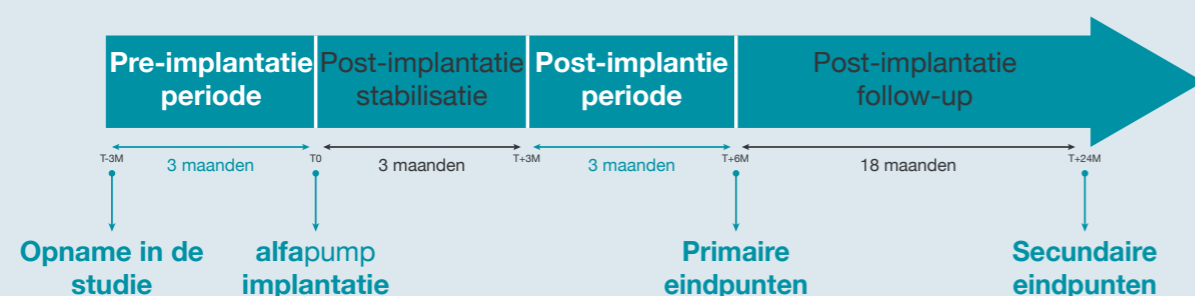 Pre-implantatie
periode
Post-implantatie
stabilisatie
Post-implantie
periode
Post-implantatie
follow-up
T-3M
3 maanden
T0
3 maanden
T+3M
3 maanden
T+6M
18 maanden
T+24M
Opname in de
studie
alfapump
implantatie
Primaire
eindpunten
Secundaire
eindpunten